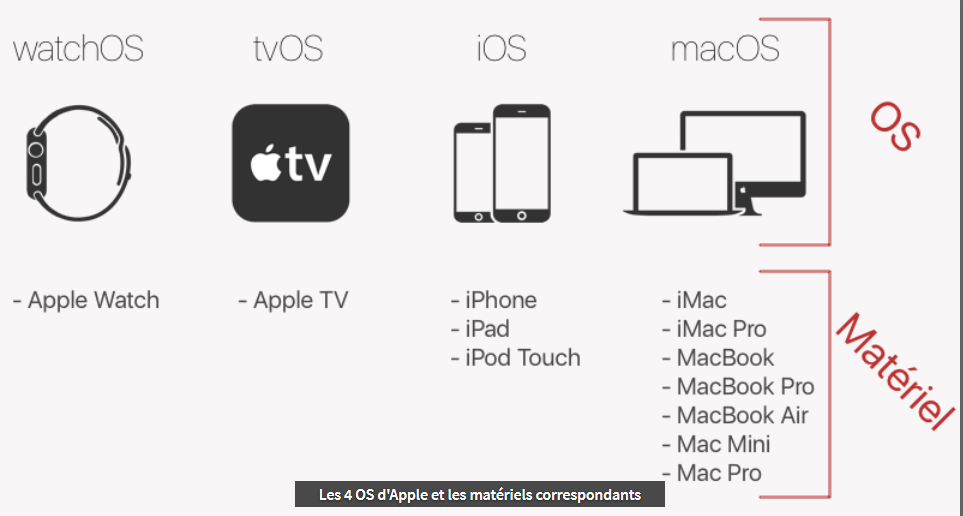 watchOS
tvOS
iOS
macOS
OS
tv
- Apple Watch
- Apple TV
- iPhone
- iPad
- iPod Touch
- iMac
- iMac Pro
- MacBook
- MacBook Pro
- MacBook Air
- Mac Mini
- Mac Pro
Matériel
Les 4 OS d'Apple et les matériels correspondants